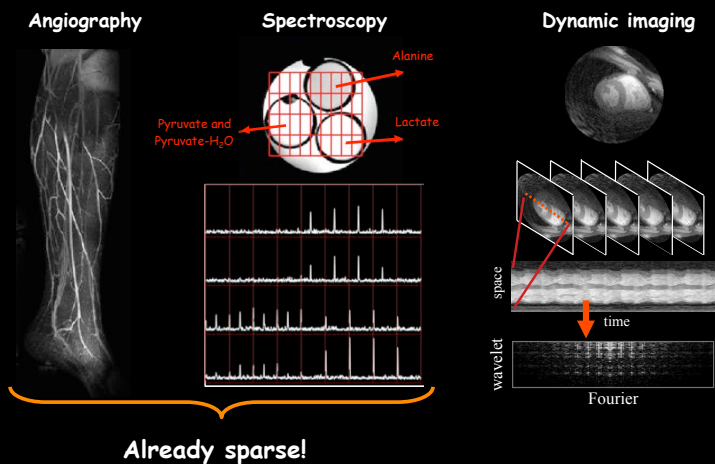 Angiography
Spectroscopy
Dynamic imaging
Alanine
Pyruvate and
Pyruvate-H₂O
Lactate
space
time
wavelet
Fourier
Already sparse!